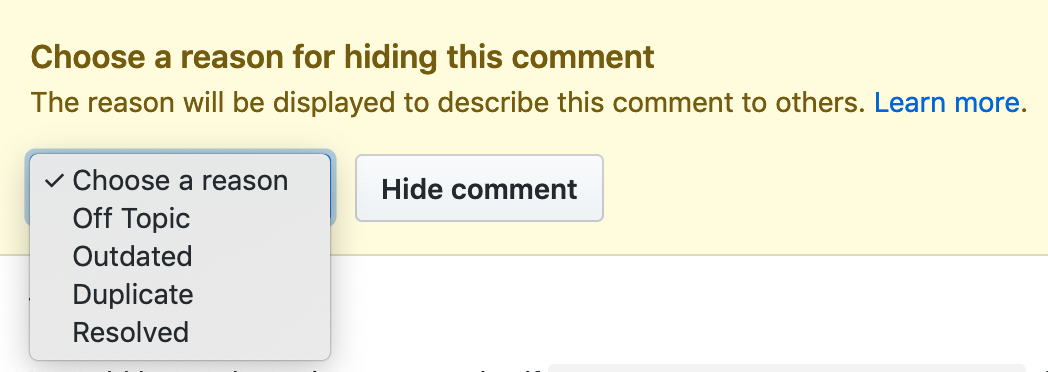 Choose a reason for hiding this comment
The reason will be displayed to describe this comment to others. Learn more.
✓ Choose a reason
Off Topic
Outdated
Duplicate
Resolved
Hide comment